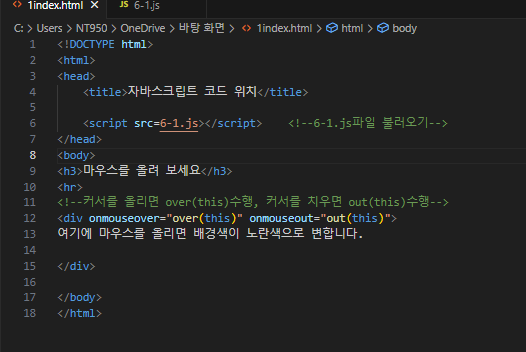 1index.html × JS 6-1.js
C: > Users > NT950 > OneDrive > 바탕 화면 > 1index.html > html > body
1 <!DOCTYPE html>
2 <html>
3 <head>
4 <title>자바스크립트 코드 위치</title>
5
6 <script src=6-1.js></script> <!--6-1.js파일 불러오기-->
7 </head>
8 <body>
9 <h3>마우스를 올려 보세요</h3>
10 <hr>
11 <!--커서를 올리면 over(this)수행, 커서를 치우면 out(this)수행-->
12 <div onmouseover="over(this)" onmouseout="out(this)">
13 여기에 마우스를 올리면 배경색이 노란색으로 변합니다.
14
15 </div>
16
17 </body>
18 </html>